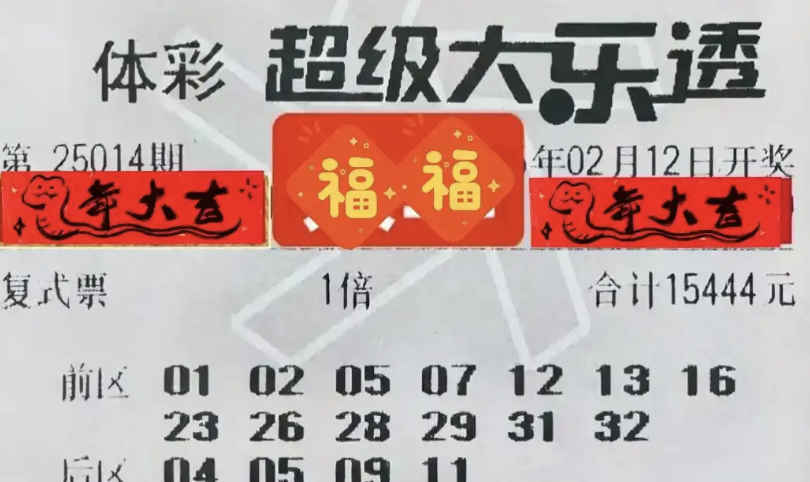 体彩 超级大乐透
第 25014期 年02月12日开奖
福 福
年大吉 年大吉
复式票 1倍 合计15444元
前区 01 02 05 07 12 13 16
23 26 28 29 31 32
后区 04 05 09 11